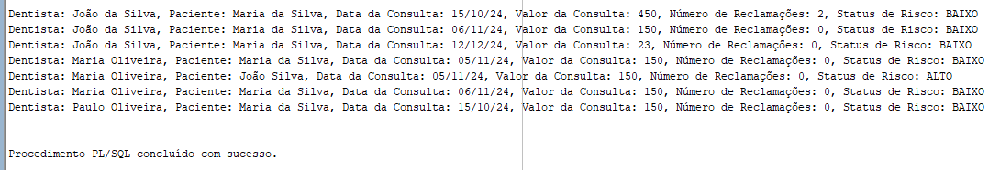 Dentista: João da Silva, Paciente: Maria da Silva, Data da Consulta: 15/10/24, Valor da Consulta: 450, Número de Reclamações: 2, Status de Risco: BAIXO
Dentista: João da Silva, Paciente: Maria da Silva, Data da Consulta: 06/11/24, Valor da Consulta: 150, Número de Reclamações: 0, Status de Risco: BAIXO
Dentista: João da Silva, Paciente: Maria da Silva, Data da Consulta: 12/12/24, Valor da Consulta: 23, Número de Reclamações: 0, Status de Risco: BAIXO
Dentista: Maria Oliveira, Paciente: Maria da Silva, Data da Consulta: 05/11/24, Valor da Consulta: 150, Número de Reclamações: 0, Status de Risco: BAIXO
Dentista: Maria Oliveira, Paciente: João Silva, Data da Consulta: 05/11/24, Valor da Consulta: 150, Número de Reclamações: 0, Status de Risco: ALTO
Dentista: Maria Oliveira, Paciente: Maria da Silva, Data da Consulta: 06/11/24, Valor da Consulta: 150, Número de Reclamações: 0, Status de Risco: BAIXO
Dentista: Paulo Oliveira, Paciente: Maria da Silva, Data da Consulta: 15/10/24, Valor da Consulta: 150, Número de Reclamações: 0, Status de Risco: BAIXO
Procedimento PL/SQL concluído com sucesso.